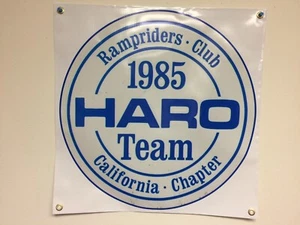 Rampriders · Club
1985
HARO
Team
California · Chapter